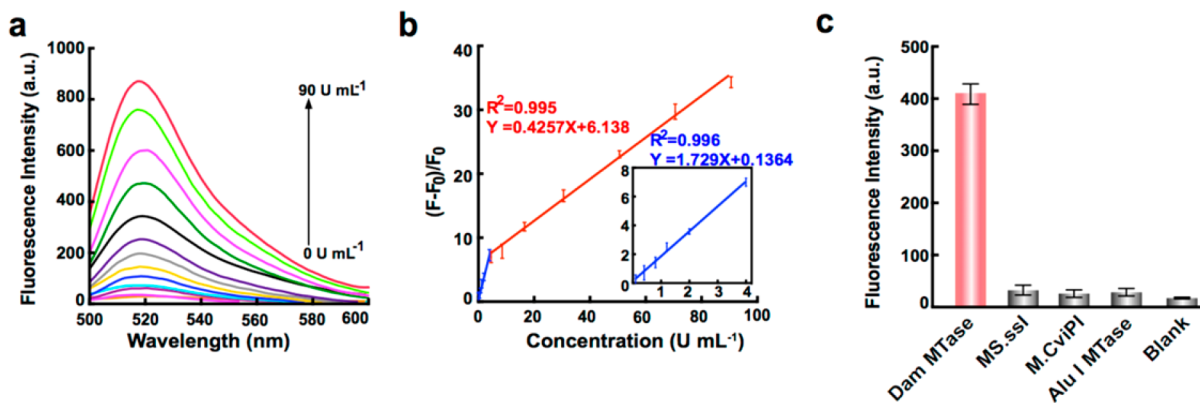 a
1000
800
600
400
200
0
500
520
540
560
580
600
Fluorescence Intensity (a.u.)
Wavelength (nm)
90 U mL⁻¹
0 U mL⁻¹
b
40
30
20
10
0
0
20
40
60
80
100
(F-F₀)/F₀
Concentration (U mL⁻¹)
R²=0.995
Y =0.4257X+6.138
R²=0.996
Y =1.729X+0.1364
8
6
4
2
0
1
2
3
4
c
500
400
300
200
100
0
Fluorescence Intensity (a.u.)
Dam MTase
MS.ssI
M.CviPI
Alu I MTase
Blank